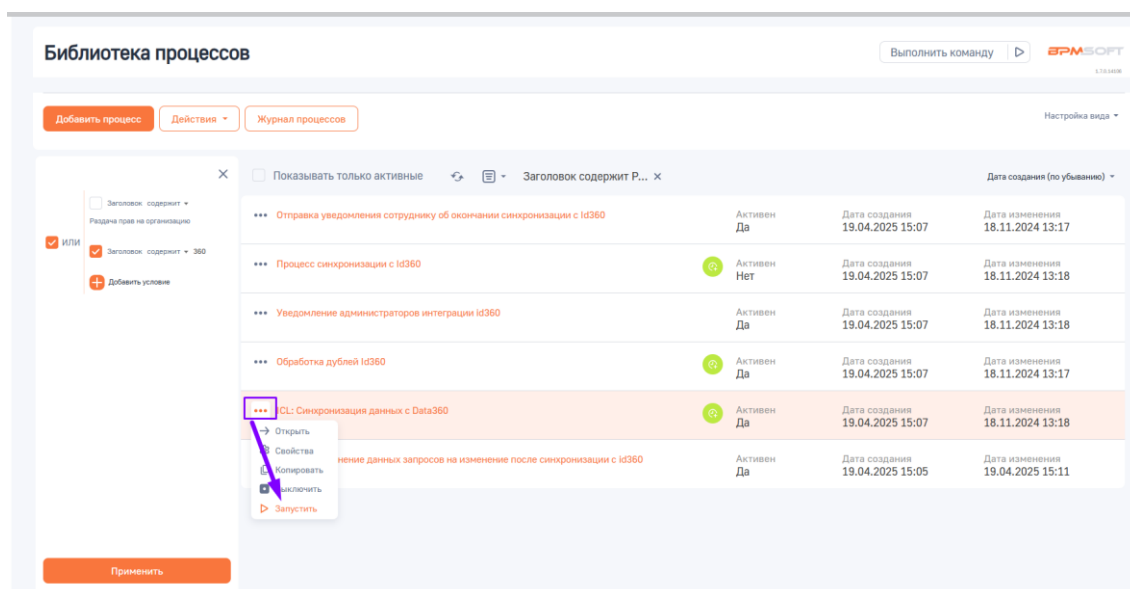 Библиотека процессов
Выполнить команду
BPMSOFT
Добавить процесс
Действия
Журнал процессов
Настройка вида
Показывать только активные
Заголовок содержит Р...
Дата создания (по убыванию)
Заголовок содержит
Раздача прав на организацию
ИЛИ
Заголовок содержит 360
Добавить условие
Применить
Отправка уведомления сотруднику об окончании синхронизации с Id360
Активен
Да
Дата создания
19.04.2025 15:07
Дата изменения
18.11.2024 13:17
Процесс синхронизации с Id360
Активен
Нет
Дата создания
19.04.2025 15:07
Дата изменения
18.11.2024 13:18
Уведомление администраторов интеграции id360
Активен
Да
Дата создания
19.04.2025 15:07
Дата изменения
18.11.2024 13:18
Обработка дублей Id360
Активен
Да
Дата создания
19.04.2025 15:07
Дата изменения
18.11.2024 13:17
CL: Синхронизация данных с Data360
Активен
Да
Дата создания
19.04.2025 15:07
Дата изменения
18.11.2024 13:18
Открыть
Свойства
Копировать
Запустить
данных запросов на изменение после синхронизации с id360
Активен
Да
Дата создания
19.04.2025 15:05
Дата изменения
19.04.2025 15:11